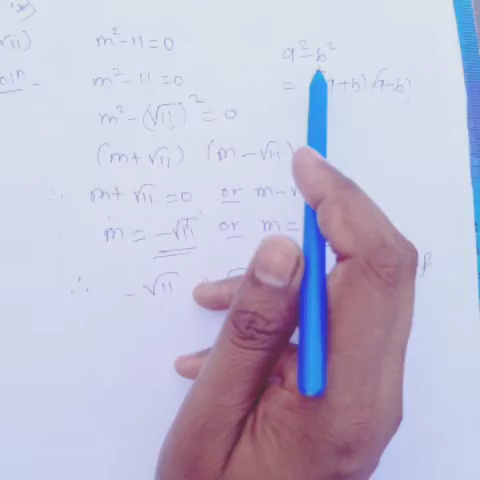 √11)
m² - 11 = 0
a² - b²
m² - 11 = 0
= a+b) (a-b)
m² - (√11)² = 0
(m + √11) (m - √11)
∴ m + √11 = 0 or m -
m = -√11 or m =
∴ -√11